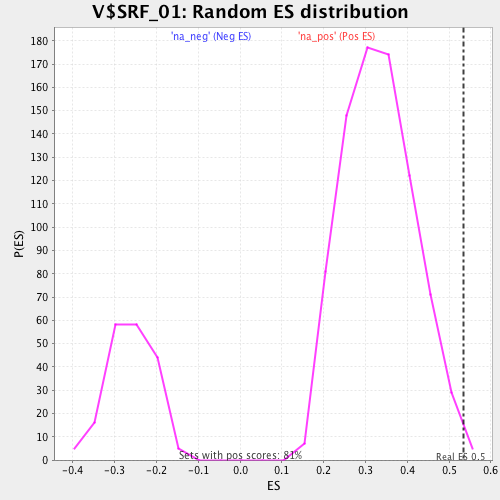 V$SRF_01: Random ES distribution
'na_neg' (Neg ES) 'na_pos' (Pos ES)
180
170
160
150
140
130
120
110
100
90
80
70
60
50
40
30
20
10
0
P(ES)
Sets with pos scores: 81%
Real ES 0.5
-0.4 -0.3 -0.2 -0.1 0.0 0.1 0.2 0.3 0.4 0.5 0.6
ES